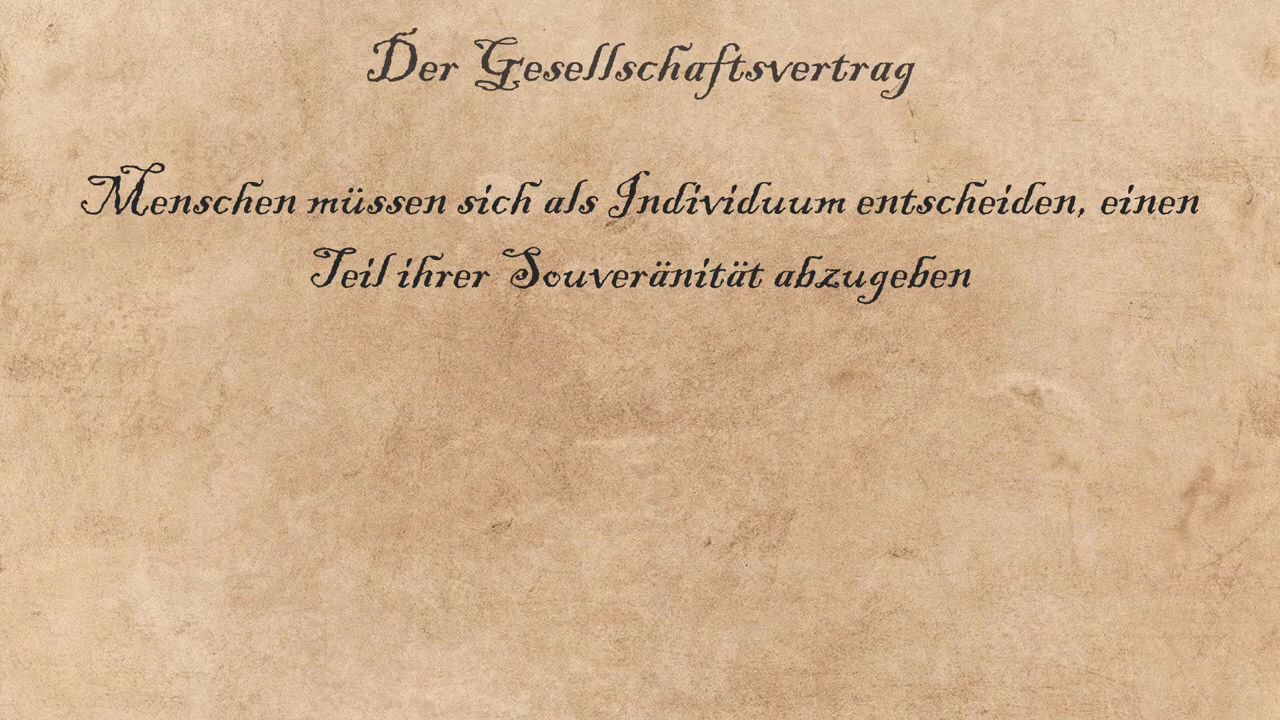 Der Gesellschaftsvertrag
Menschen müssen sich als Individuum entscheiden, einen
Teil ihrer Souveränität abzugeben